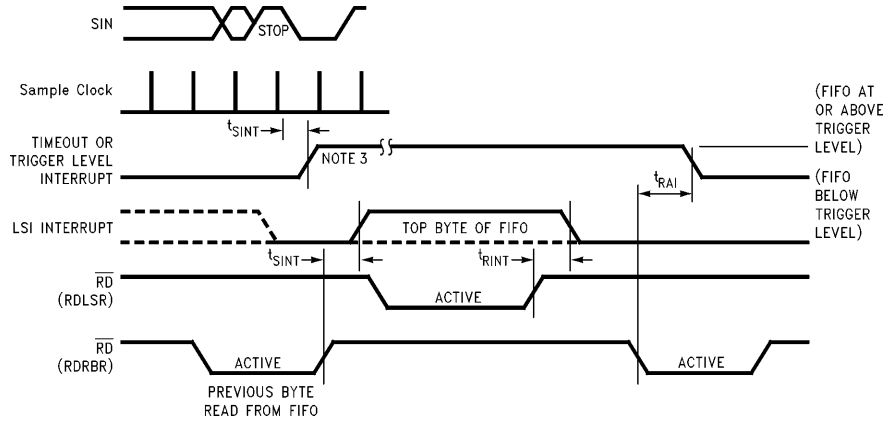 SIN
STOP
Sample Clock
tSINT
TIMEOUT OR
TRIGGER LEVEL
INTERRUPT
NOTE 3
(FIFO AT
OR ABOVE
TRIGGER
LEVEL)
tRAI
(FIFO
BELOW
TRIGGER
LEVEL)
LSI INTERRUPT
TOP BYTE OF FIFO
tSINT
tRINT
RD
(RDLSR)
ACTIVE
RD
(RDRBR)
ACTIVE
ACTIVE
PREVIOUS BYTE
READ FROM FIFO